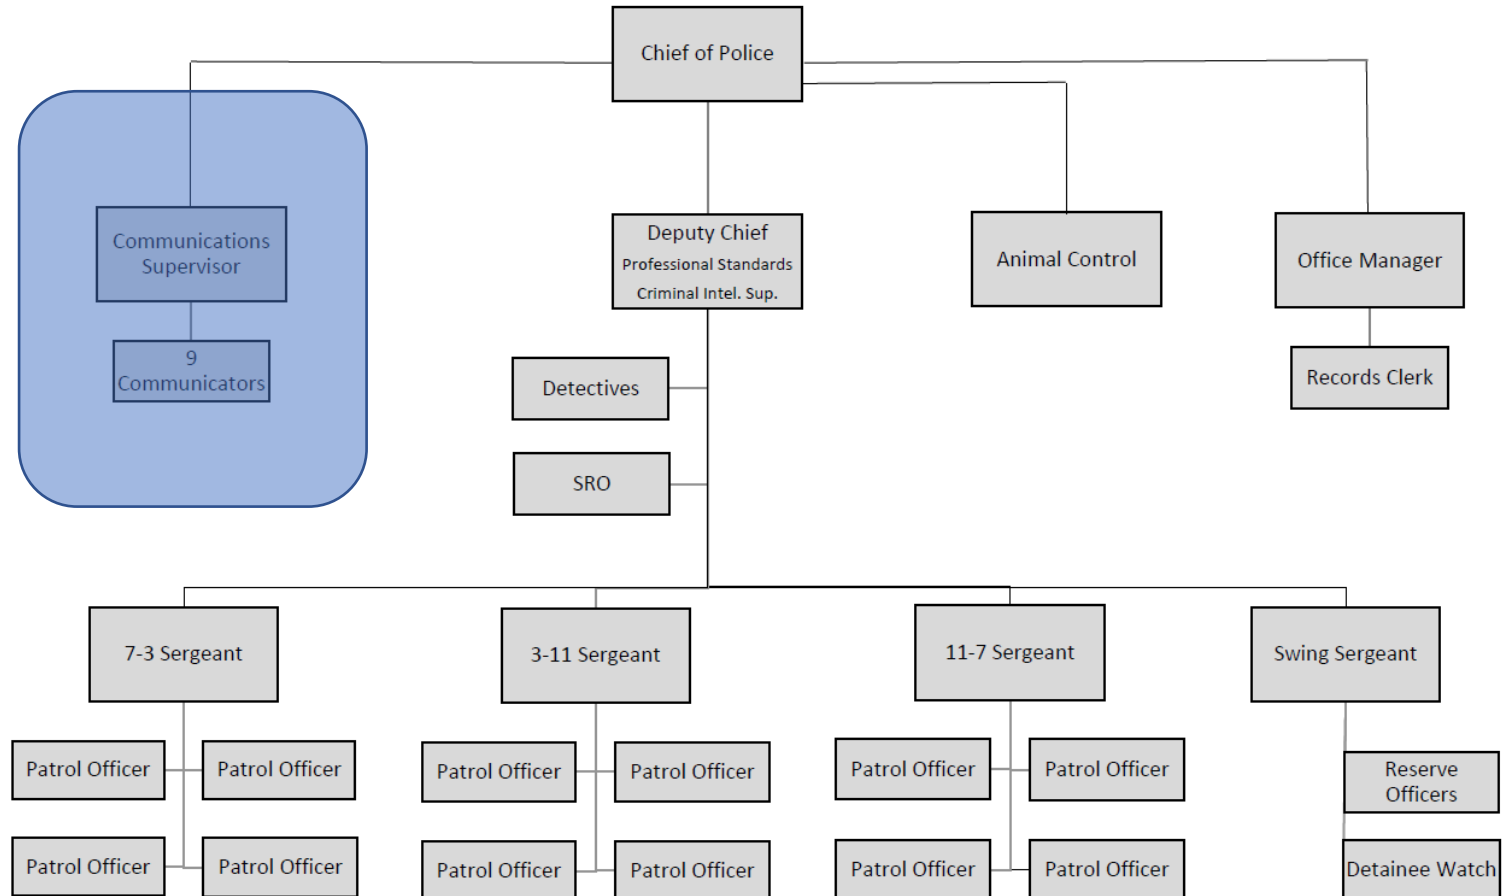 Chief of Police
Communications
Supervisor
9
Communicators
Deputy Chief
Professional Standards
Criminal Intel. Sup.
Animal Control
Office Manager
Records Clerk
Detectives
SRO
7-3 Sergeant
3-11 Sergeant
11-7 Sergeant
Swing Sergeant
Patrol Officer
Patrol Officer
Patrol Officer
Patrol Officer
Patrol Officer
Patrol Officer
Reserve
Officers
Patrol Officer
Patrol Officer
Patrol Officer
Patrol Officer
Patrol Officer
Patrol Officer
Detainee Watch